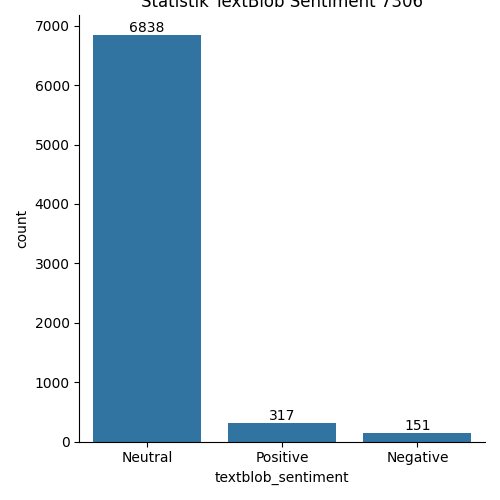 Statistik TextBlob Sentiment 7306
7000
6000
5000
4000
3000
2000
1000
0
count
6838
317
151
Neutral Positive Negative
textblob_sentiment